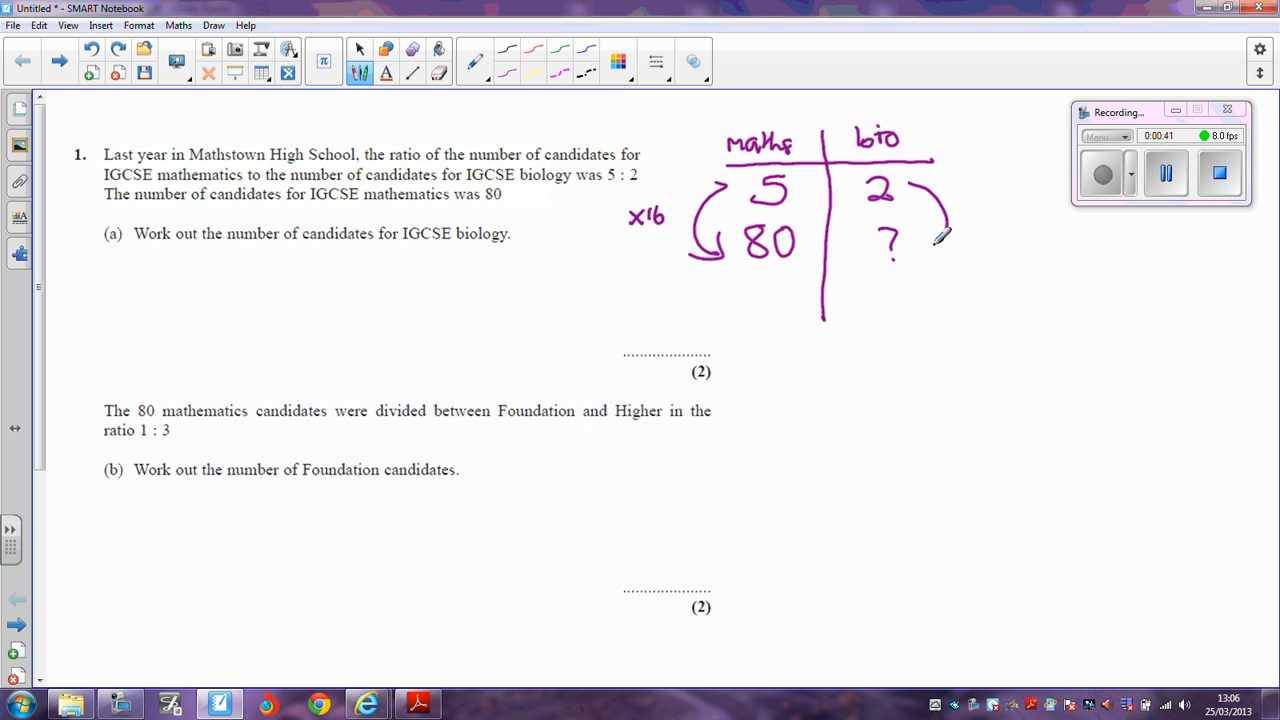 Untitled * - SMART Notebook
File Edit View Insert Format Maths Draw Help
Recording...
Menu 0:00:41 8.0 fps
maths bio
1. Last year in Mathstown High School, the ratio of the number of candidates for
IGCSE mathematics to the number of candidates for IGCSE biology was 5 : 2
The number of candidates for IGCSE mathematics was 80
5 2
×16
80 ?
(a) Work out the number of candidates for IGCSE biology.
.....................
(2)
The 80 mathematics candidates were divided between Foundation and Higher in the
ratio 1 : 3
(b) Work out the number of Foundation candidates.
.....................
(2)
13:06
25/03/2013